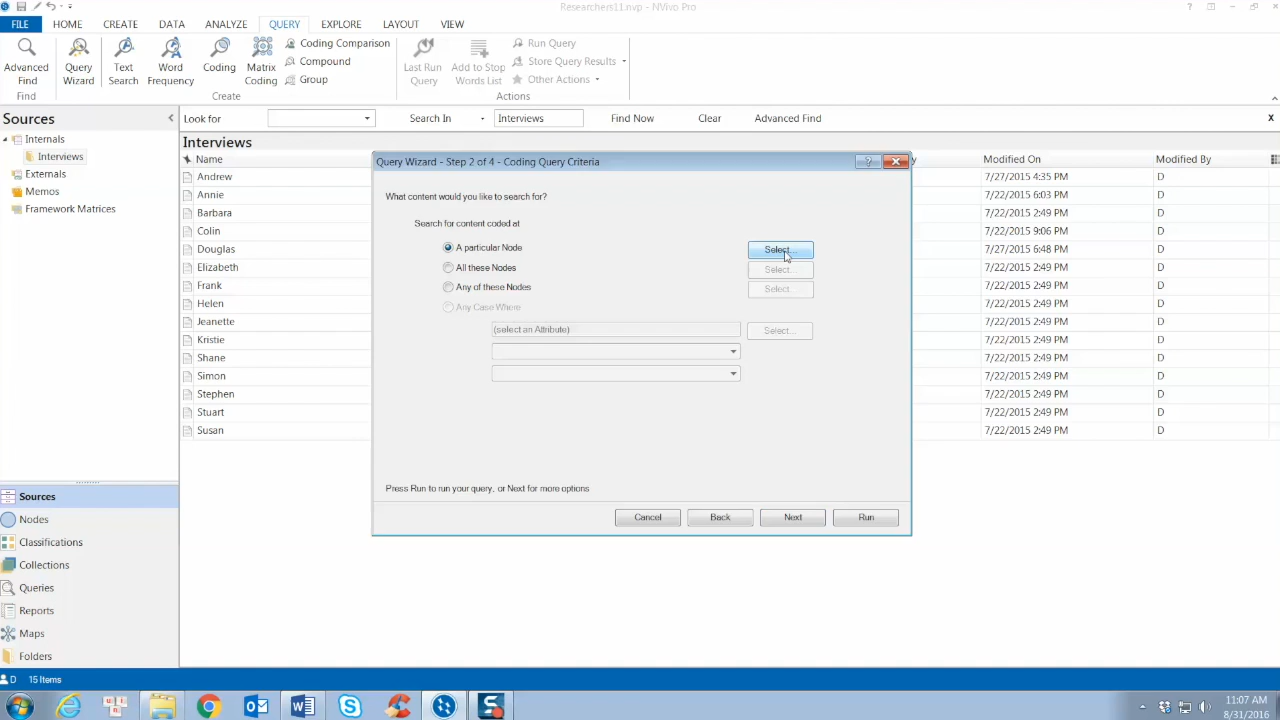 Researchers11.nvp - NVivo Pro
FILE HOME CREATE DATA ANALYZE QUERY EXPLORE LAYOUT VIEW
Advanced Find
Query Wizard
Text Search
Word Frequency
Coding
Matrix Coding
Coding Comparison
Compound
Group
Last Run Query
Add to Stop Words List
Run Query
Store Query Results
Other Actions
Find Create Actions
Sources
Look for Search In Interviews Find Now Clear Advanced Find x
Internals
Interviews
Externals
Memos
Framework Matrices
Interviews
Name Modified On Modified By
Andrew 7/27/2015 4:35 PM D
Annie 7/22/2015 6:03 PM D
Barbara 7/22/2015 2:49 PM D
Colin 7/22/2015 9:06 PM D
Douglas 7/27/2015 6:48 PM D
Elizabeth 7/22/2015 2:49 PM D
Frank 7/22/2015 2:49 PM D
Helen 7/22/2015 2:49 PM D
Jeanette 7/22/2015 2:49 PM D
Kristie 7/22/2015 2:49 PM D
Shane 7/22/2015 2:49 PM D
Simon 7/22/2015 2:49 PM D
Stephen 7/22/2015 2:49 PM D
Stuart 7/22/2015 2:49 PM D
Susan 7/22/2015 2:49 PM D
Query Wizard - Step 2 of 4 - Coding Query Criteria
What content would you like to search for?
Search for content coded at
A particular Node Select...
All these Nodes Select...
Any of these Nodes Select...
Any Case Where
(select an Attribute) Select...
Press Run to run your query, or Next for more options
Cancel Back Next Run
Sources
Nodes
Classifications
Collections
Queries
Reports
Maps
Folders
D 15 Items
11:07 AM
8/31/2016